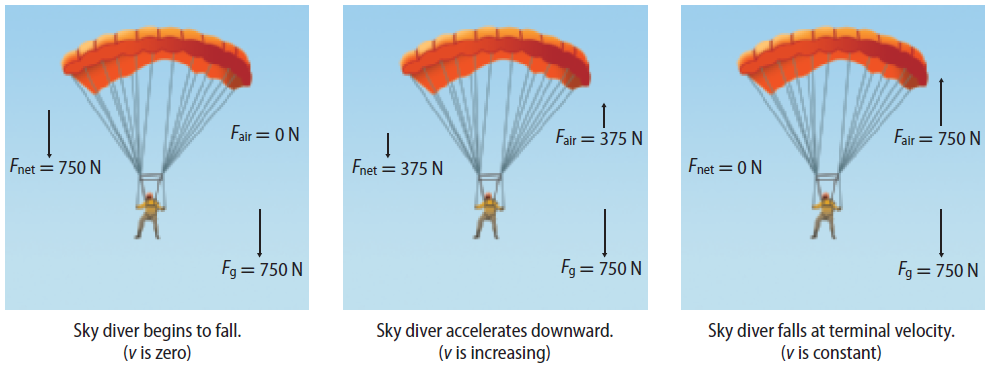 Fair = 0 N
Fnet = 750 N
Fg = 750 N
Sky diver begins to fall.
(v is zero)
Fair = 375 N
Fnet = 375 N
Fg = 750 N
Sky diver accelerates downward.
(v is increasing)
Fair = 750 N
Fnet = 0 N
Fg = 750 N
Sky diver falls at terminal velocity.
(v is constant)